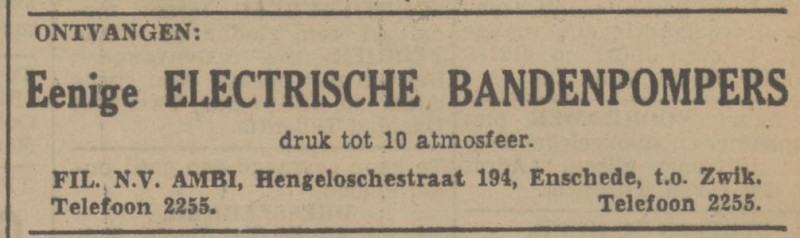 ONTVANGEN:
Eenige ELECTRISCHE BANDENPOMPERS
druk tot 10 atmosfeer.
FIL. N.V. AMBI, Hengeloschestraat 194, Enschede, t.o. Zwik.
Telefoon 2255. Telefoon 2255.